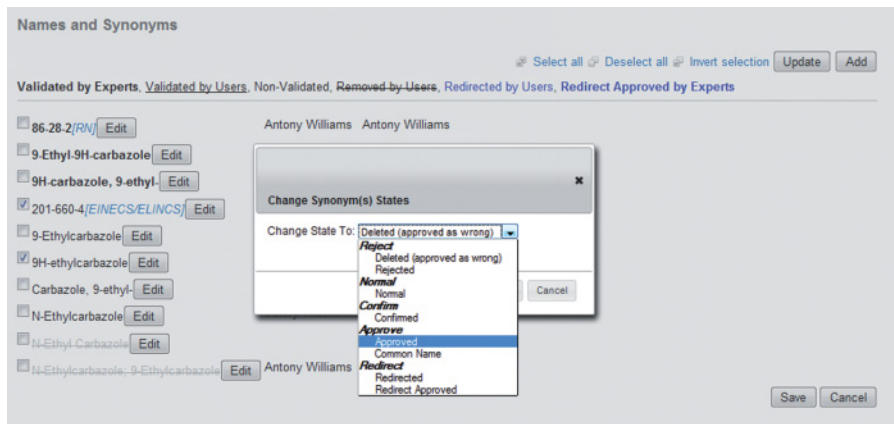 Names and Synonyms
Select all Deselect all Invert selection Update Add
Validated by Experts, Validated by Users, Non-Validated, Removed by Users, Redirected by Users, Redirect Approved by Experts
86-28-2[RN] Edit Antony Williams Antony Williams
9-Ethyl-9H-carbazole Edit
9H-carbazole, 9-ethyl- Edit
201-660-4[EINECS/ELINCS] Edit
9-Ethylcarbazole Edit
9H-ethylcarbazole Edit
Carbazole, 9-ethyl- Edit
N-Ethylcarbazole Edit
N-Ethyl Carbazole Edit
N-Ethylcarbazole; 9-Ethylcarbazole Edit Antony Williams
Change Synonym(s) States
Change State To: Deleted (approved as wrong)
Reject
Deleted (approved as wrong)
Rejected
Normal
Normal
Confirm
Confirmed
Approve
Approved
Common Name
Redirect
Redirected
Redirect Approved
Cancel
Save Cancel